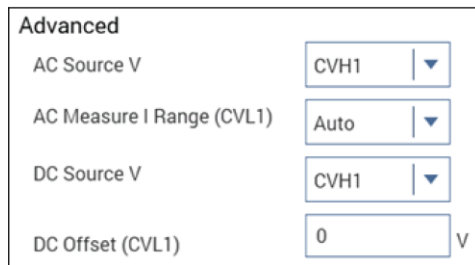 Advanced
AC Source V CVH1
AC Measure I Range (CVL1) Auto
DC Source V CVH1
DC Offset (CVL1) 0 V